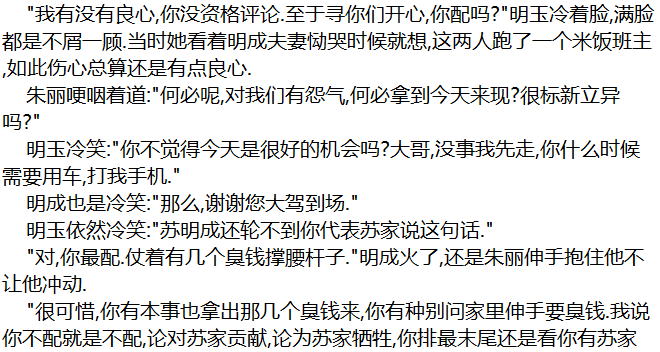 "我有没有良心,你没资格评论.至于寻你们开心,你配吗?"明玉冷着脸,满脸
都是不屑一顾.当时她看着明成夫妻恸哭时候就想,这两人跑了一个米饭班主
,如此伤心总算还是有点良心.
朱丽哽咽着道:"何必呢,对我们有怨气,何必拿到今天来现?很标新立异
吗?"
明玉冷笑:"你不觉得今天是很好的机会吗?大哥,没事我先走,你什么时候
需要用车,打我手机."
明成也是冷笑:"那么,谢谢您大驾到场."
明玉依然冷笑:"苏明成还轮不到你代表苏家说这句话."
"对,你最配.仗着有几个臭钱撑腰杆子."明成火了,还是朱丽伸手抱住他不
让他冲动.
"很可惜,你有本事也拿出那几个臭钱来,你有种别问家里伸手要臭钱.我说
你不配就是不配,论对苏家贡献,论为苏家牺牲,你排最末尾还是看你有苏家